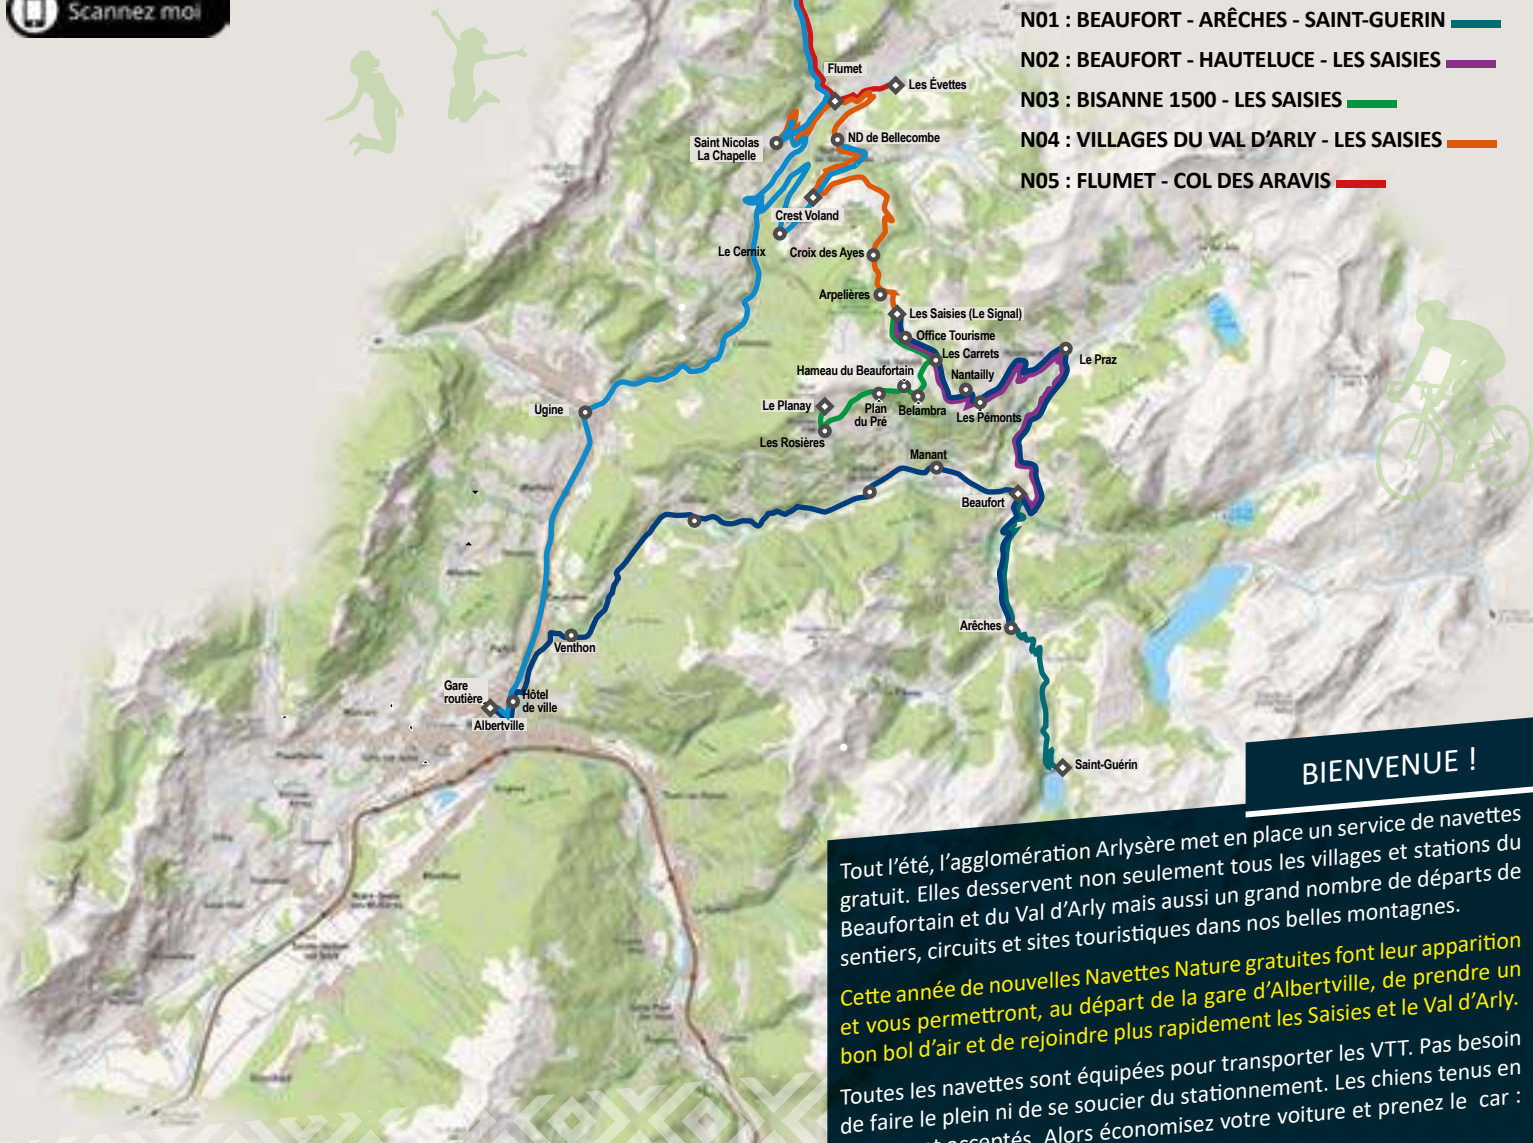 Scannez moi
N01 : BEAUFORT - ARÊCHES - SAINT-GUERIN
N02 : BEAUFORT - HAUTELUCE - LES SAISIES
N03 : BISANNE 1500 - LES SAISIES
N04 : VILLAGES DU VAL D'ARLY - LES SAISIES
N05 : FLUMET - COL DES ARAVIS
Flumet
Les Évettes
ND de Bellecombe
Saint Nicolas
La Chapelle
Crest Voland
Le Cernix
Croix des Ayes
Arpelières
Les Saisies (Le Signal)
Office Tourisme
Les Carrets
Le Praz
Hameau du Beaufortain
Nantailly
Le Planay
Plan
du Pré
Belambra
Les Pémonts
Ugine
Les Rosières
Manant
Beaufort
Arêches
Venthon
Gare
routière
Hôtel
de ville
Albertville
Saint-Guérin
BIENVENUE !
Tout l'été, l'agglomération Arlysère met en place un service de navettes
gratuit. Elles desservent non seulement tous les villages et stations du
Beaufortain et du Val d'Arly mais aussi un grand nombre de départs de
sentiers, circuits et sites touristiques dans nos belles montagnes.
Cette année de nouvelles Navettes Nature gratuites font leur apparition
et vous permettront, au départ de la gare d'Albertville, de prendre un
bon bol d'air et de rejoindre plus rapidement les Saisies et le Val d'Arly.
Toutes les navettes sont équipées pour transporter les VTT. Pas besoin
de faire le plein ni de se soucier du stationnement. Les chiens tenus en
acceptés. Alors économisez votre voiture et prenez le car :